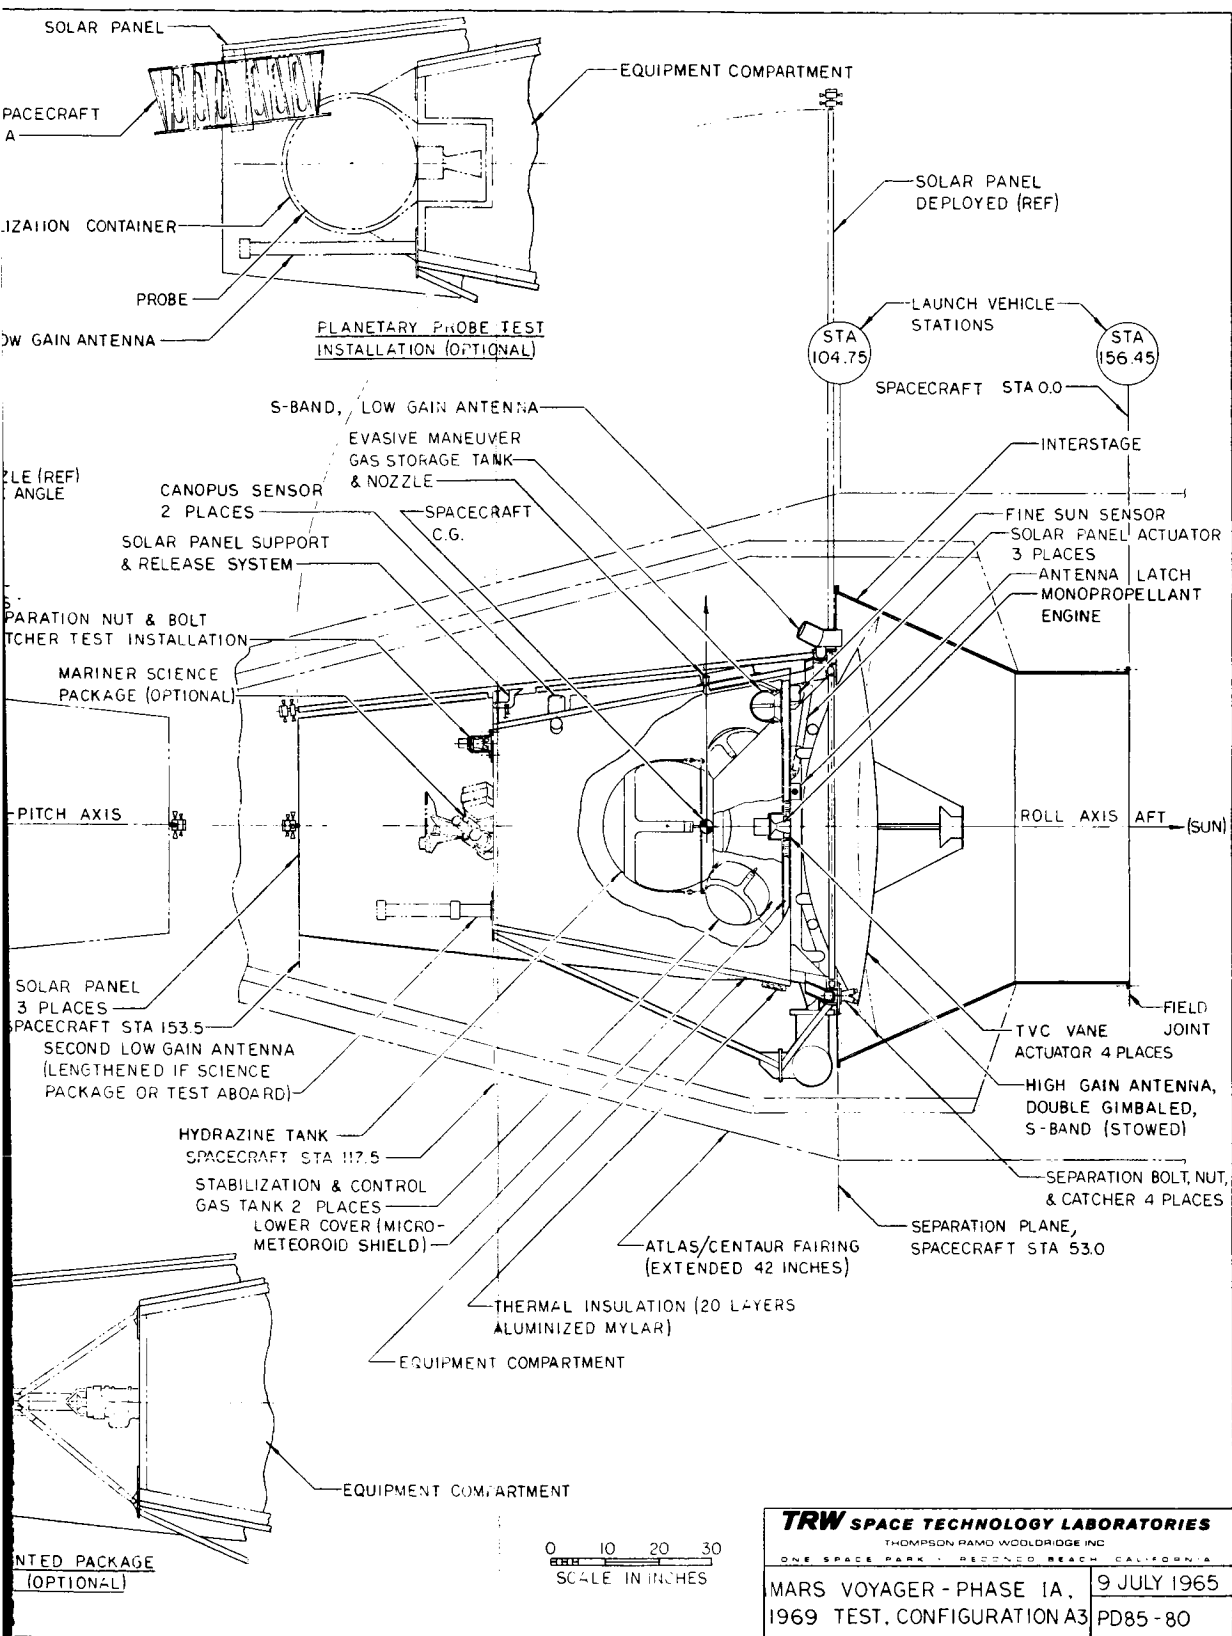 SOLAR PANEL
EQUIPMENT COMPARTMENT
PACECRAFT
A
SOLAR PANEL
DEPLOYED (REF)
LIZATION CONTAINER
PROBE
OW GAIN ANTENNA
PLANETARY PROBE TEST
INSTALLATION (OPTIONAL)
LAUNCH VEHICLE
STATIONS
STA
104.75
STA
156.45
SPACECRAFT STA 0.0
S-BAND, LOW GAIN ANTENNA
EVASIVE MANEUVER
GAS STORAGE TANK
& NOZZLE
INTERSTAGE
ZLE (REF)
ANGLE
CANOPUS SENSOR
2 PLACES
SPACECRAFT
C.G.
FINE SUN SENSOR
SOLAR PANEL ACTUATOR
3 PLACES
SOLAR PANEL SUPPORT
& RELEASE SYSTEM
ANTENNA LATCH
MONOPROPELLANT
ENGINE
PARATION NUT & BOLT
TCHER TEST INSTALLATION
MARINER SCIENCE
PACKAGE (OPTIONAL)
PITCH AXIS
ROLL AXIS AFT
(SUN)
SOLAR PANEL
3 PLACES
SPACECRAFT STA 153.5
SECOND LOW GAIN ANTENNA
(LENGTHENED IF SCIENCE
PACKAGE OR TEST ABOARD)
FIELD
JOINT
TVC VANE
ACTUATOR 4 PLACES
HIGH GAIN ANTENNA,
DOUBLE GIMBALED,
S-BAND (STOWED)
HYDRAZINE TANK
SPACECRAFT STA 117.5
STABILIZATION & CONTROL
GAS TANK 2 PLACES
LOWER COVER (MICRO-
METEOROID SHIELD)
SEPARATION BOLT, NUT,
& CATCHER 4 PLACES
SEPARATION PLANE,
SPACECRAFT STA 53.0
ATLAS/CENTAUR FAIRING
(EXTENDED 42 INCHES)
THERMAL INSULATION (20 LAYERS
ALUMINIZED MYLAR)
EQUIPMENT COMPARTMENT
EQUIPMENT COMPARTMENT
NTED PACKAGE
(OPTIONAL)
0 10 20 30
SCALE IN INCHES
TRW SPACE TECHNOLOGY LABORATORIES
THOMPSON RAMO WOOLDRIDGE INC
ONE SPACE PARK · REDONDO BEACH CALIFORNIA
MARS VOYAGER - PHASE IA,
1969 TEST, CONFIGURATION A3
9 JULY 1965
PD85-80